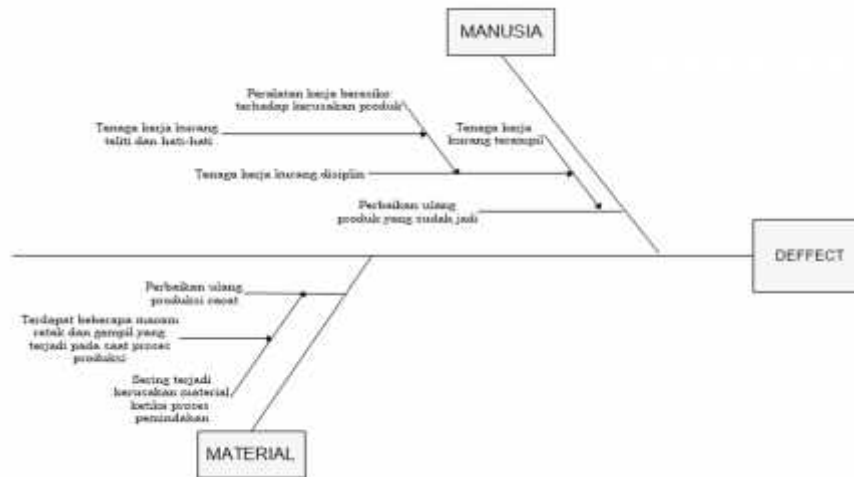 MANUSIA
Peralatan kerja beresiko
terhadap kerusakan produk
Tenaga kerja kurang
teliti dan hati-hati
Tenaga kerja
kurang terampil
Tenaga kerja kurang disiplin
Perbaikan ulang
produk yang sudah jadi
DEFFECT
Perbaikan ulang
produksi cacat
Terdapat beberapa macam
retak dan gampil yang
terjadi pada saat proses
produksi
Sering terjadi
kerusakan material
ketika proses
pemindahan
MATERIAL